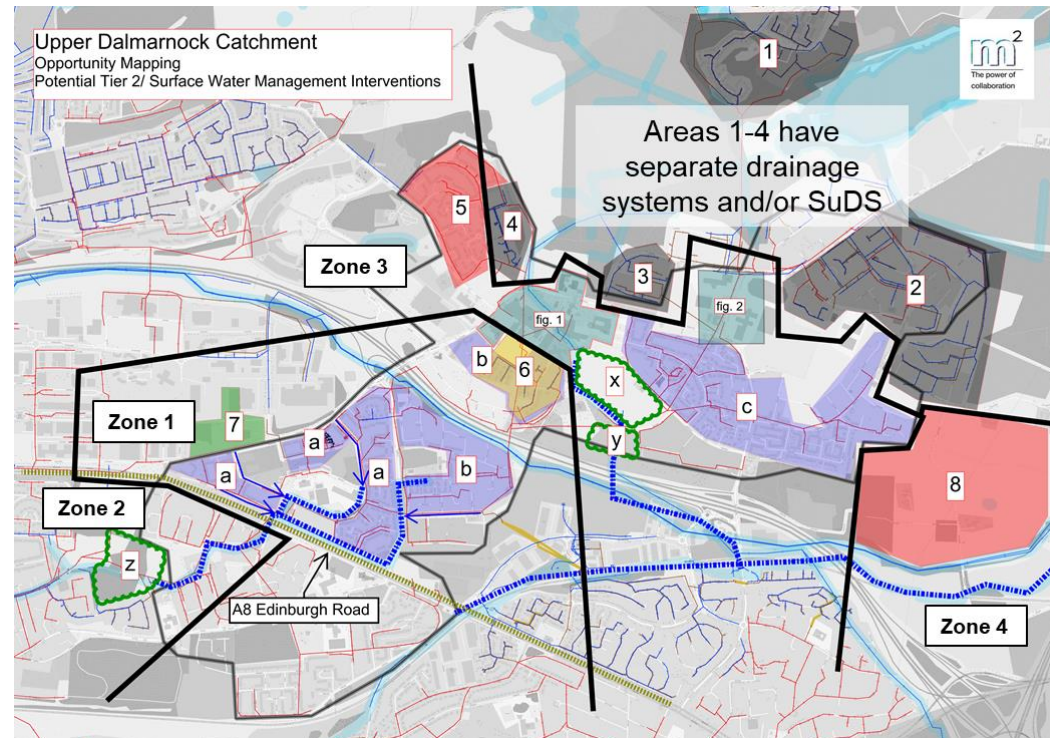 Upper Dalmarnock Catchment
Opportunity Mapping
Potential Tier 2/ Surface Water Management Interventions
m2
The power of
collaboration
1
Areas 1-4 have
separate drainage
systems and/or SuDS
5
4
Zone 3
3
2
fig. 2
fig. 1
b
6
x
c
Zone 1
7
a
y
a
a
b
8
Zone 2
z
A8 Edinburgh Road
Zone 4